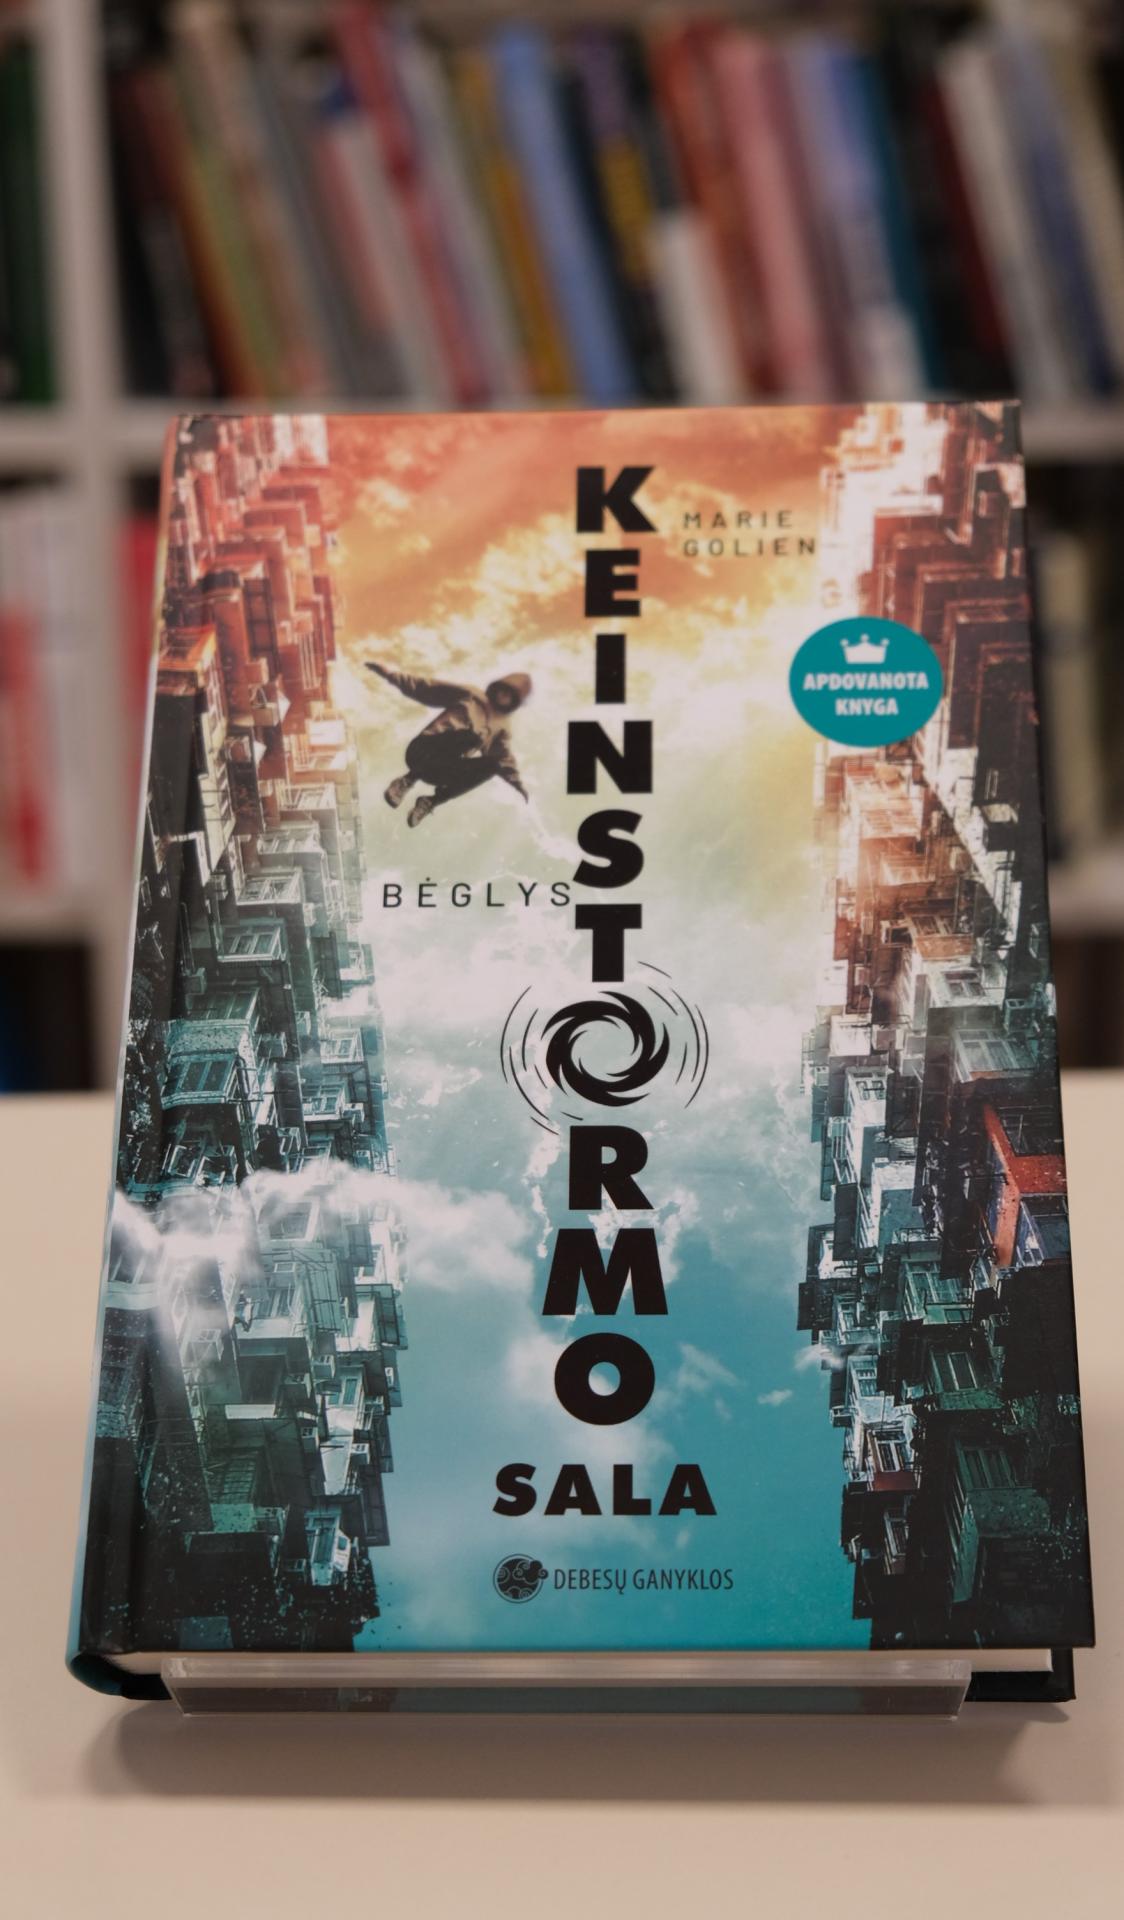 KEINSTORMO
MARIE
GOLIEN
APDOVANOTA
KNYGA
BĖGLYS
SALA
DEBESŲ GANYKLOS